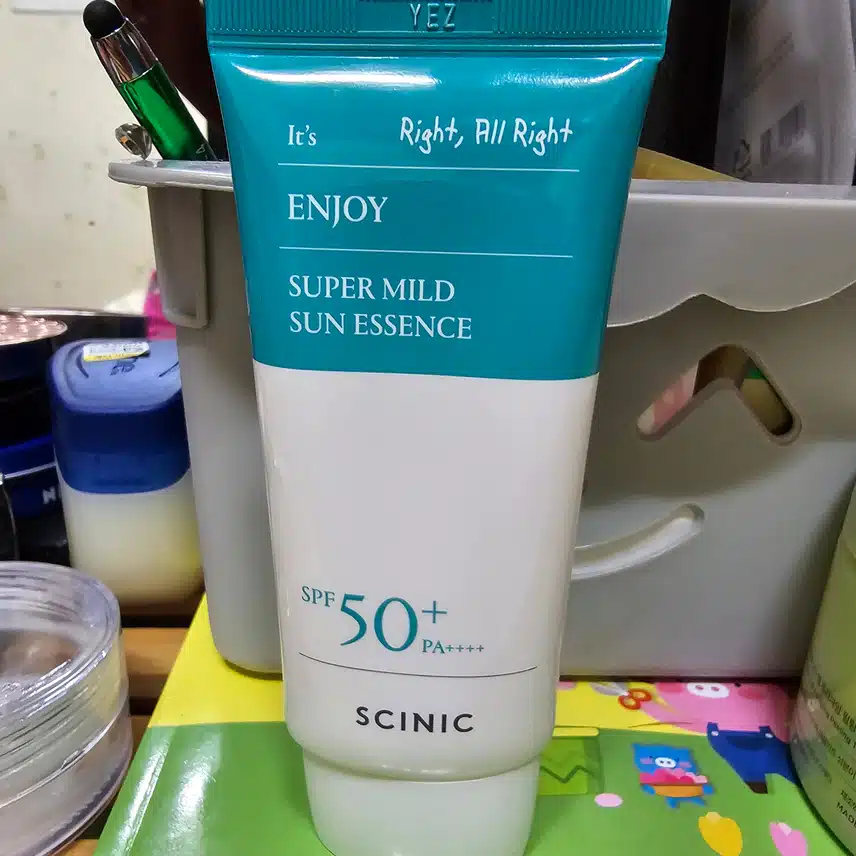 YEZ
It's Right, All Right
ENJOY
SUPER MILD
SUN ESSENCE
SPF 50+
PA++++
SCINIC